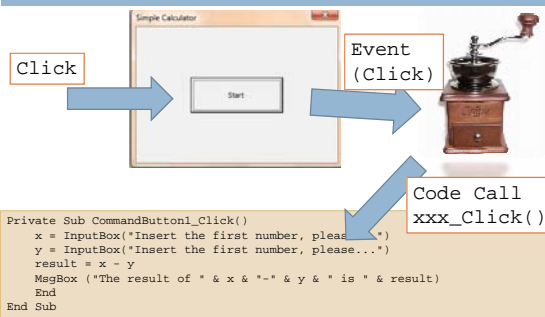 Simple Calculator
Click
Start
Event
(Click)
Coffee
Code Call
xxx_Click()
Private Sub CommandButton1_Click()
x = InputBox("Insert the first number, please...")
y = InputBox("Insert the first number, please...")
result = x - y
MsgBox ("The result of " & x & "-" & y & " is " & result)
End
End Sub